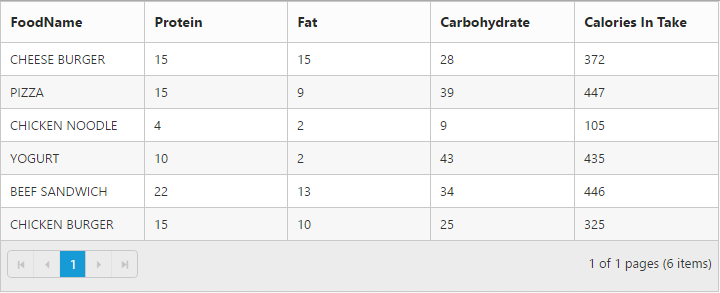 FoodName Protein Fat Carbohydrate Calories In Take
CHEESE BURGER 15 15 28 372
PIZZA 15 9 39 447
CHICKEN NOODLE 4 2 9 105
YOGURT 10 2 43 435
BEEF SANDWICH 22 13 34 446
CHICKEN BURGER 15 10 25 325
1 1 of 1 pages (6 items)